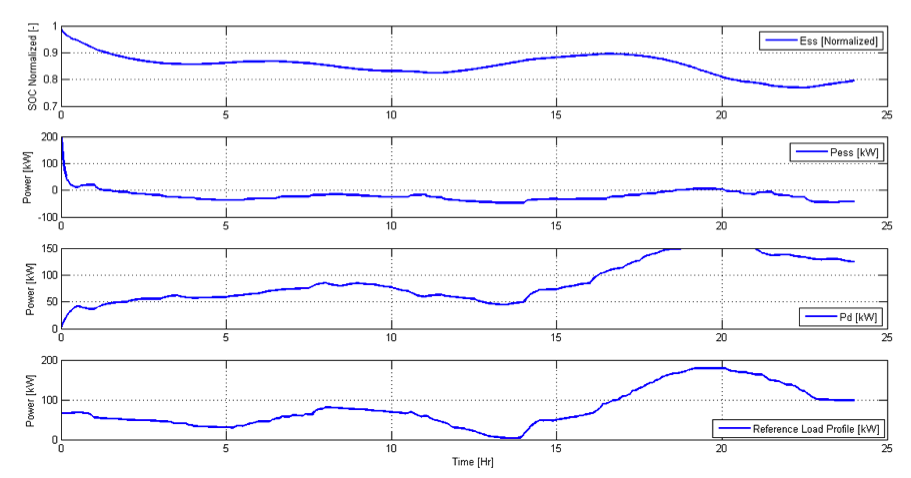 1
0.9
0.8
0.7
SOC Normalized [-]
Ess [Normalized]
0 5 10 15 20 25
200
100
0
-100
Power [kW]
Pess [kW]
0 5 10 15 20 25
150
100
50
0
Power [kW]
Pd [kW]
0 5 10 15 20 25
200
100
0
Power [kW]
Reference Load Profile [kW]
0 5 10 15 20 25
Time [Hr]